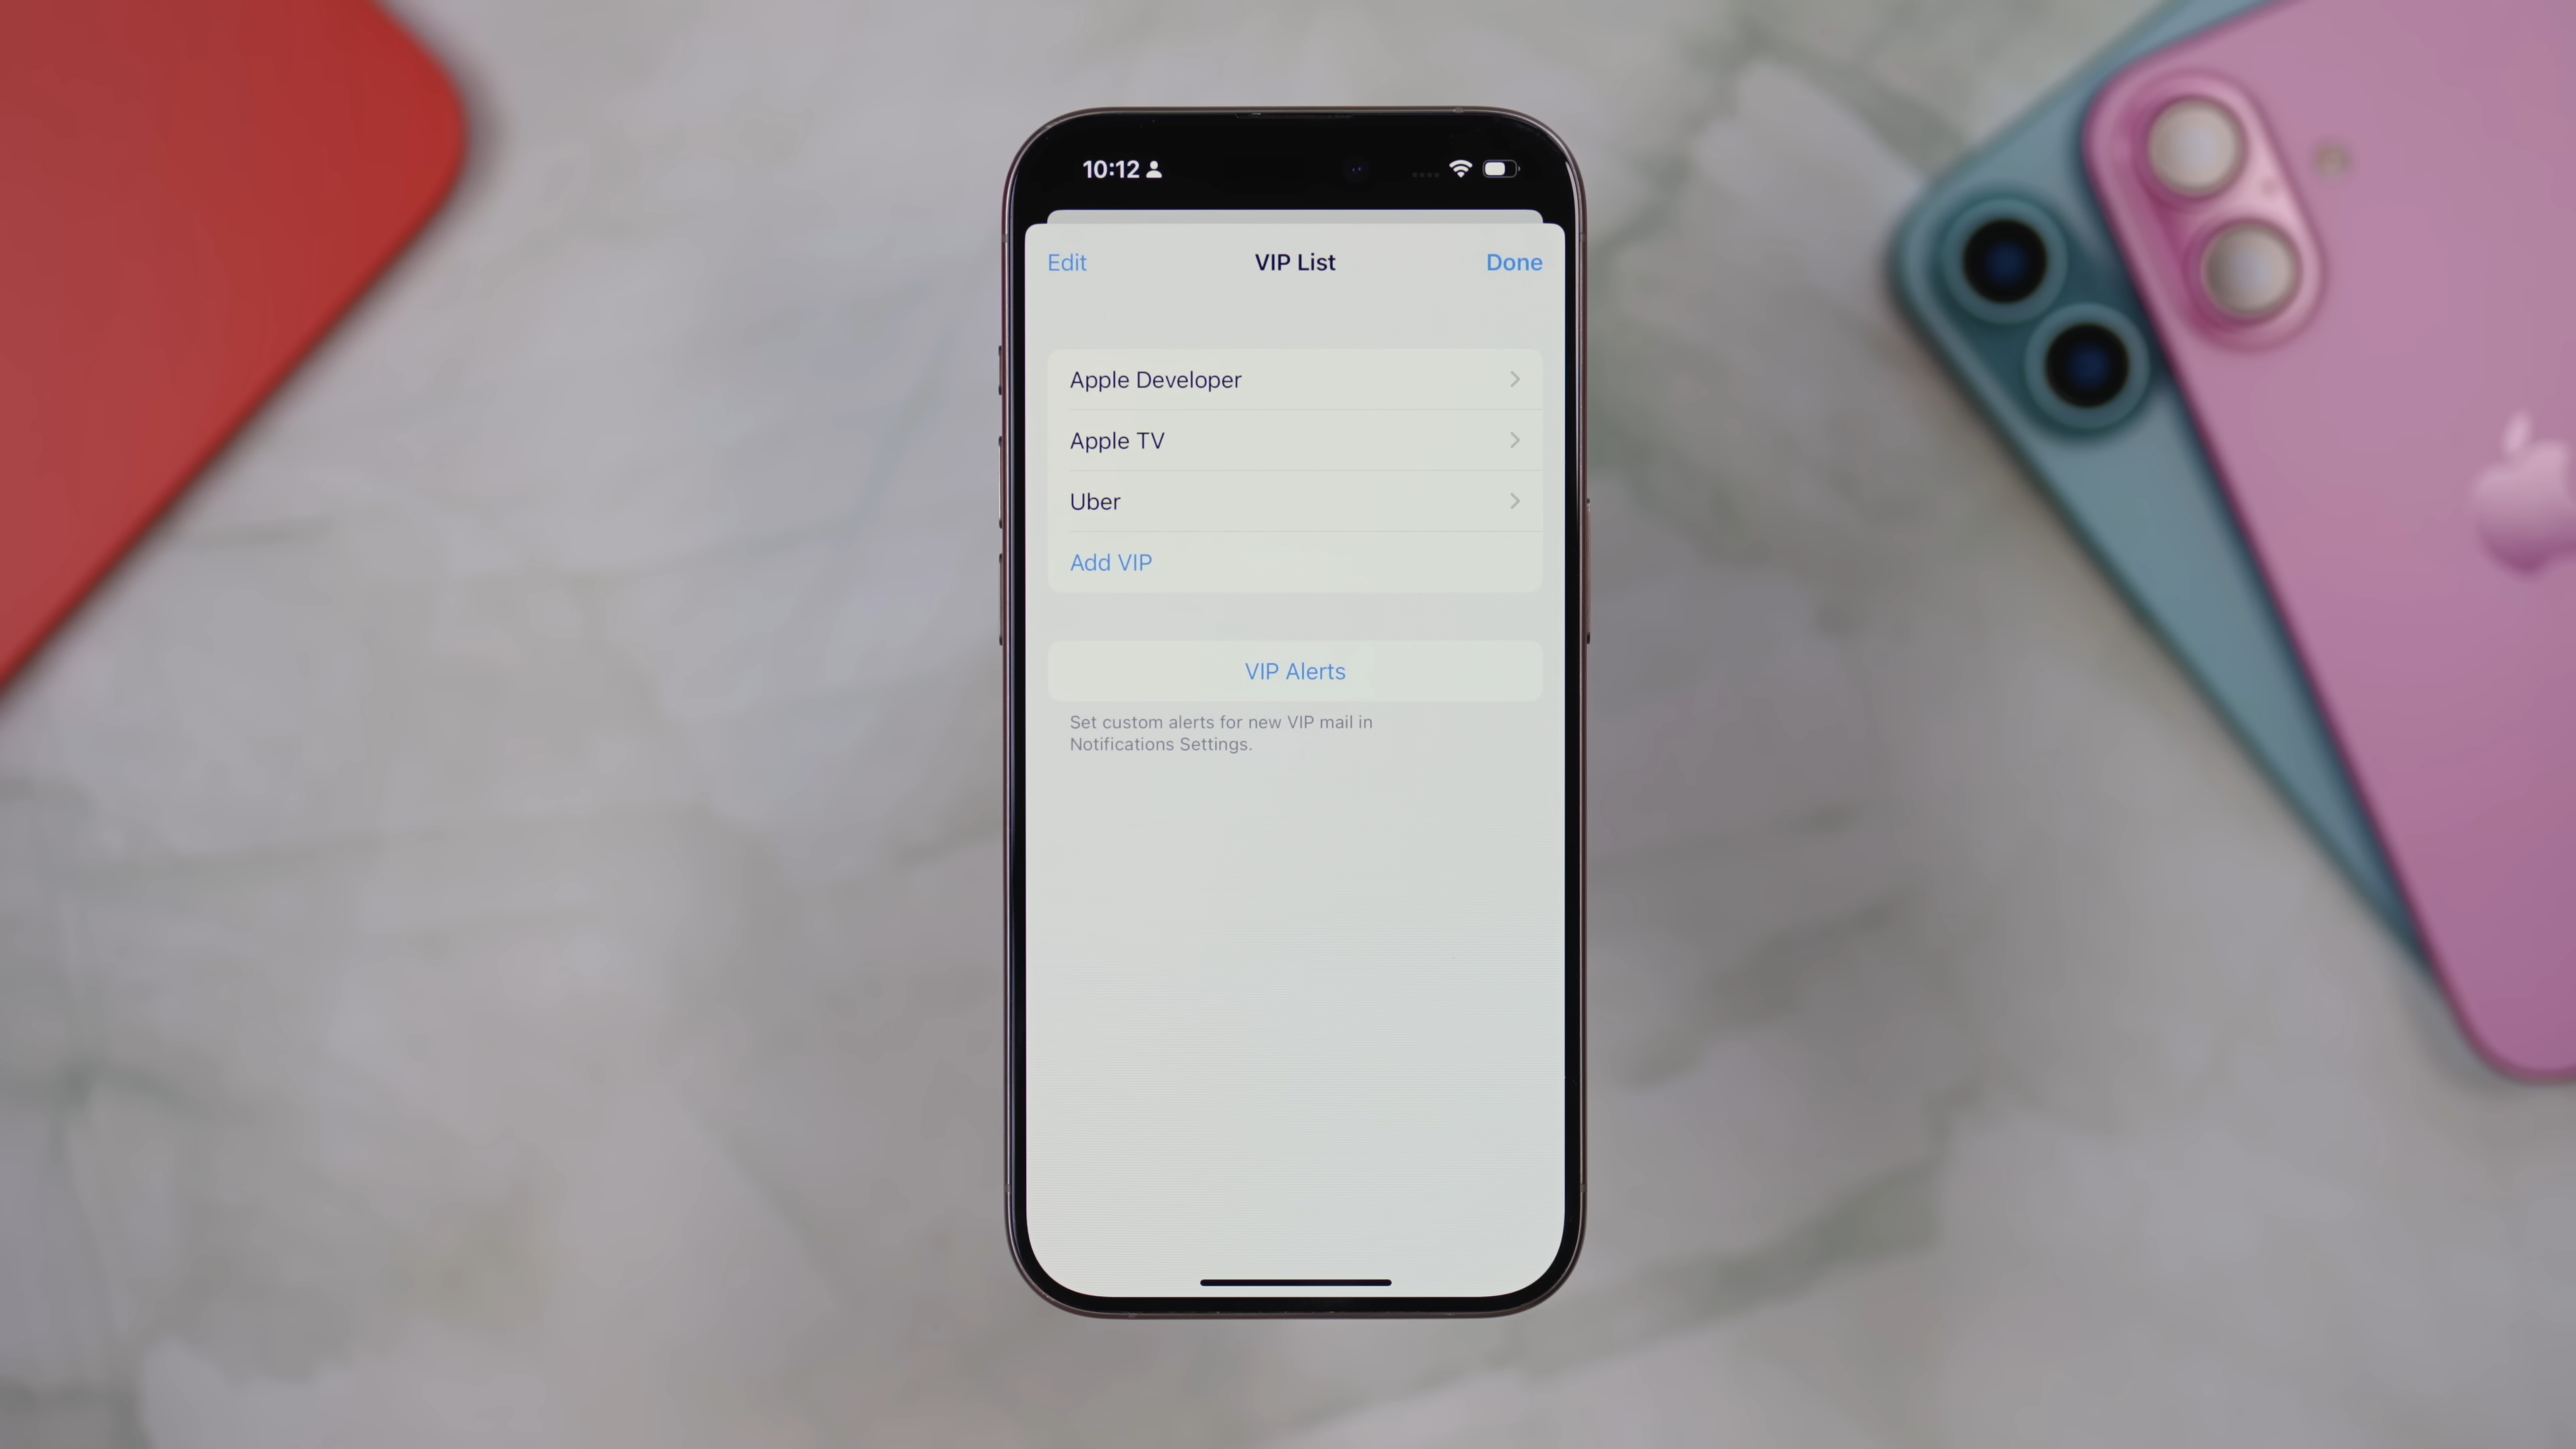 10:12
Edit
VIP List
Done
Apple Developer
Apple TV
Uber
Add VIP
VIP Alerts
Set custom alerts for new VIP mail in
Notifications Settings.